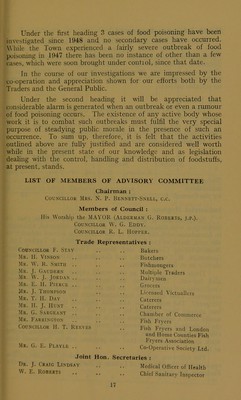 Under the first heading 2 cases of food poisoning have been
investigated since 1948 and no secondary cases have occurred.
While the Town experienced a fairly severe outbreak of food
poisoning in 1947 there has been no instance of other than a few
cases, which were soon brought under control, since that date.
In the course of our investigations we are impressed by the
co-operation and appreciation shown for our efforts both by the
Traders and the General Public.
Under the second heading it will be appreciated that
considerable alarm is generated when an outbreak or even a rumour
of food poisoning occurs. The existence of any active body whose
work it is to combat such outbreaks must fulfil the very special
purpose of steadying public morale in the presence of such an
occurrence. To sum up, therefore, it is felt that the activities
outlined above are fully justified and are considered well worth
while in the present state of our knowledge and as legislation
dealing with the control, handling and distribution of foodstuffs,
at present, stands.
LIST OF MEMBERS OF ADVISORY COMMITTEE
Chairman :
Councillor Mrs. N. P. Bennett-Snell, C.C.
Members of Council :
His Worship the MAYOR (Alderman G. Roberts, J.P.).
Councillor W. G. Eddy.
Councillor R. L. Hopper.
Trade Representatives :
Councillor F. Stay .. .. Bakers
Mr. H. Vinson .. .. Butchers
Mr. W. R. Smith .. .. Fishmongers
Mr. J. Gaudern .. .. Multiple Traders
Mr. W. J. Jordan .. .. Dairymen
Mr. E. H. Pierce .. .. Grocers
Mr. J. Thompson .. .. Licensed Victuallers
Mr. T. H. Day .. .. Caterers
Mr. H. J. Hunt .. .. Caterers
Mr. G. Sargeant .. .. Chamber of Commerce
Mr. Farrington .. .. Fish Fryers
Councillor H. T. Reeves .. Fish Fryers and London
and Home Counties Fish
Fryers Association
Mr. G. E. Playle .. .. Co-Operative Society Ltd.
Joint Hon. Secretaries :
Dr. J. Craig Lindsay .. Medical Officer of Health
W. E. Roberts .. .. Chief Sanitary Inspector
17